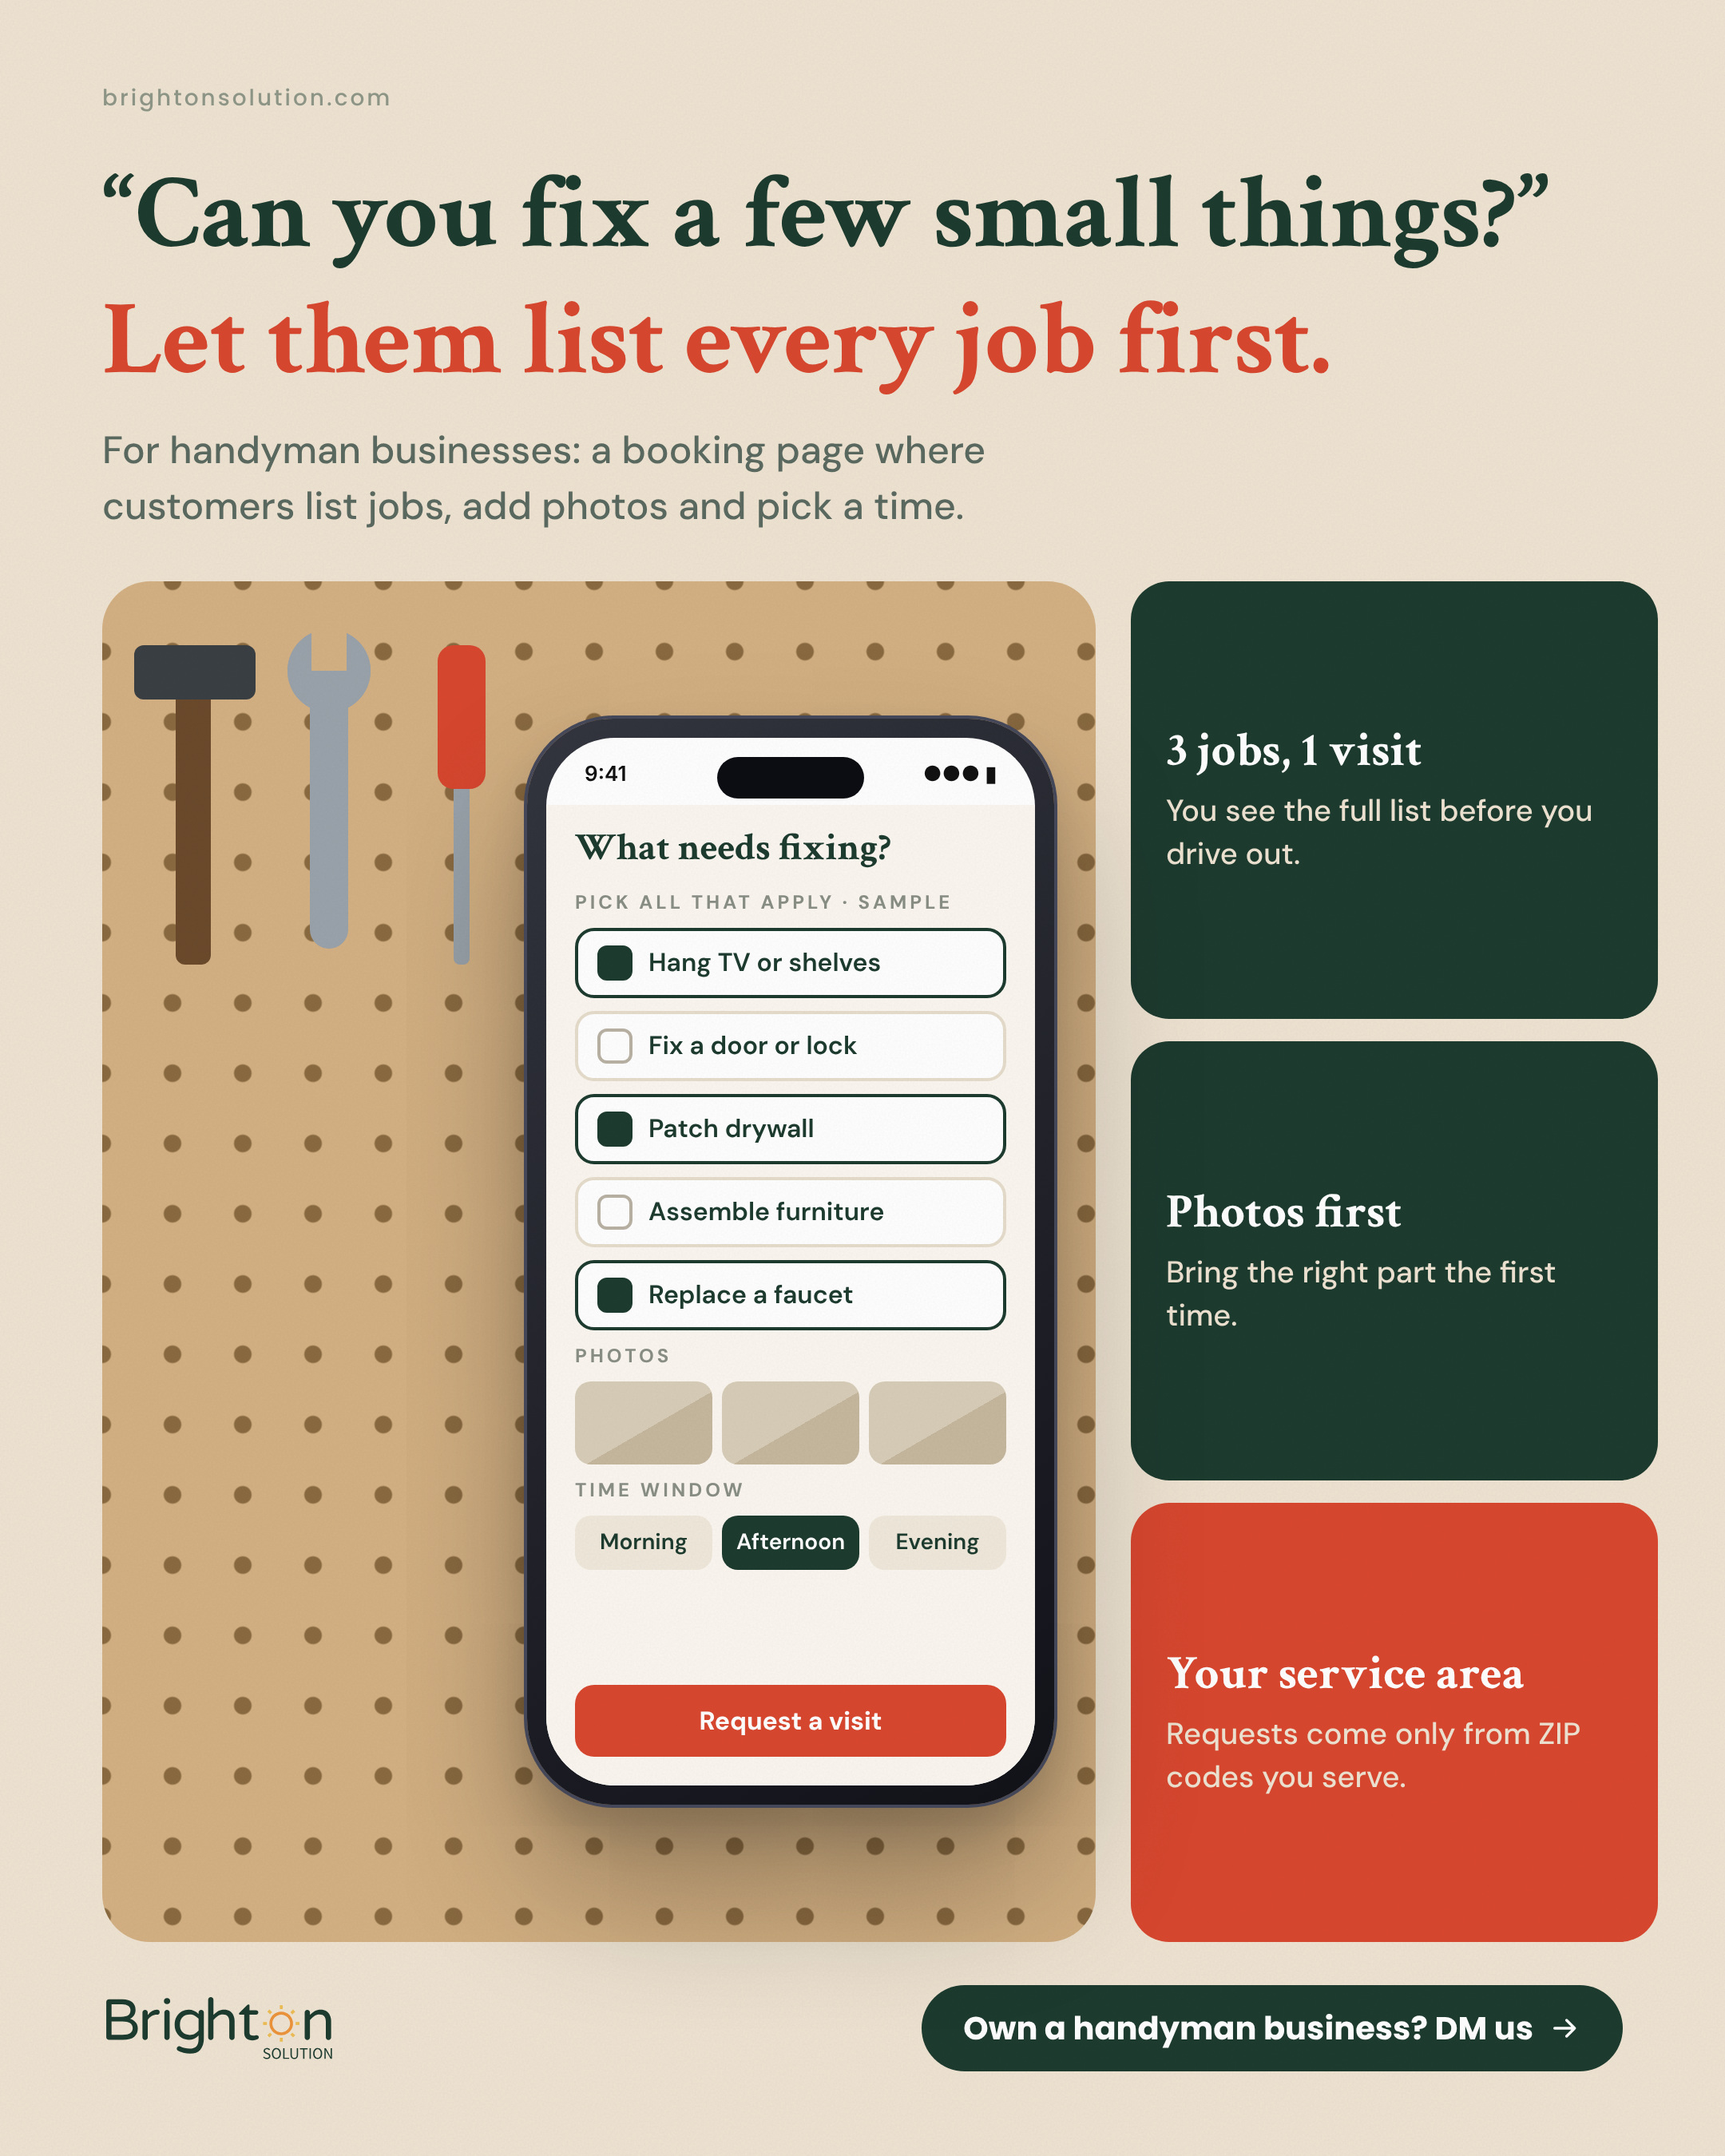 brightonsolution.com
“Can you fix a few small things?”
Let them list every job first.
For handyman businesses: a booking page where
customers list jobs, add photos and pick a time.
9:41
What needs fixing?
PICK ALL THAT APPLY · SAMPLE
Hang TV or shelves
Fix a door or lock
Patch drywall
Assemble furniture
Replace a faucet
PHOTOS
TIME WINDOW
Morning Afternoon Evening
Request a visit
3 jobs, 1 visit
You see the full list before you
drive out.
Photos first
Bring the right part the first
time.
Your service area
Requests come only from ZIP
codes you serve.
Brighton
SOLUTION
Own a handyman business? DM us →